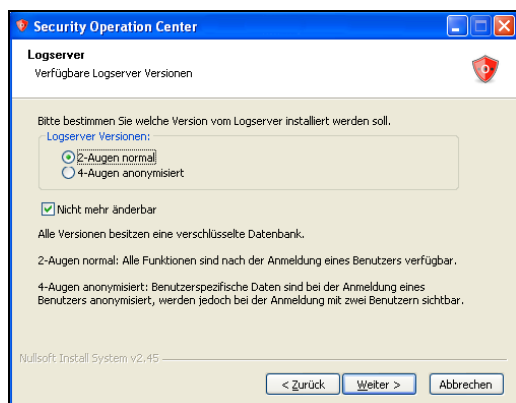 Security Operation Center
Logserver
Verfügbare Logserver Versionen
Bitte bestimmen Sie welche Version vom Logserver installiert werden soll.
Logserver Versionen:
2-Augen normal
4-Augen anonymisiert
Nicht mehr änderbar
Alle Versionen besitzen eine verschlüsselte Datenbank.
2-Augen normal: Alle Funktionen sind nach der Anmeldung eines Benutzers verfügbar.
4-Augen anonymisiert: Benutzerspezifische Daten sind bei der Anmeldung eines
Benutzers anonymisiert, werden jedoch bei der Anmeldung mit zwei Benutzern sichtbar.
Nullsoft Install System v2.45
< Zurück Weiter > Abbrechen